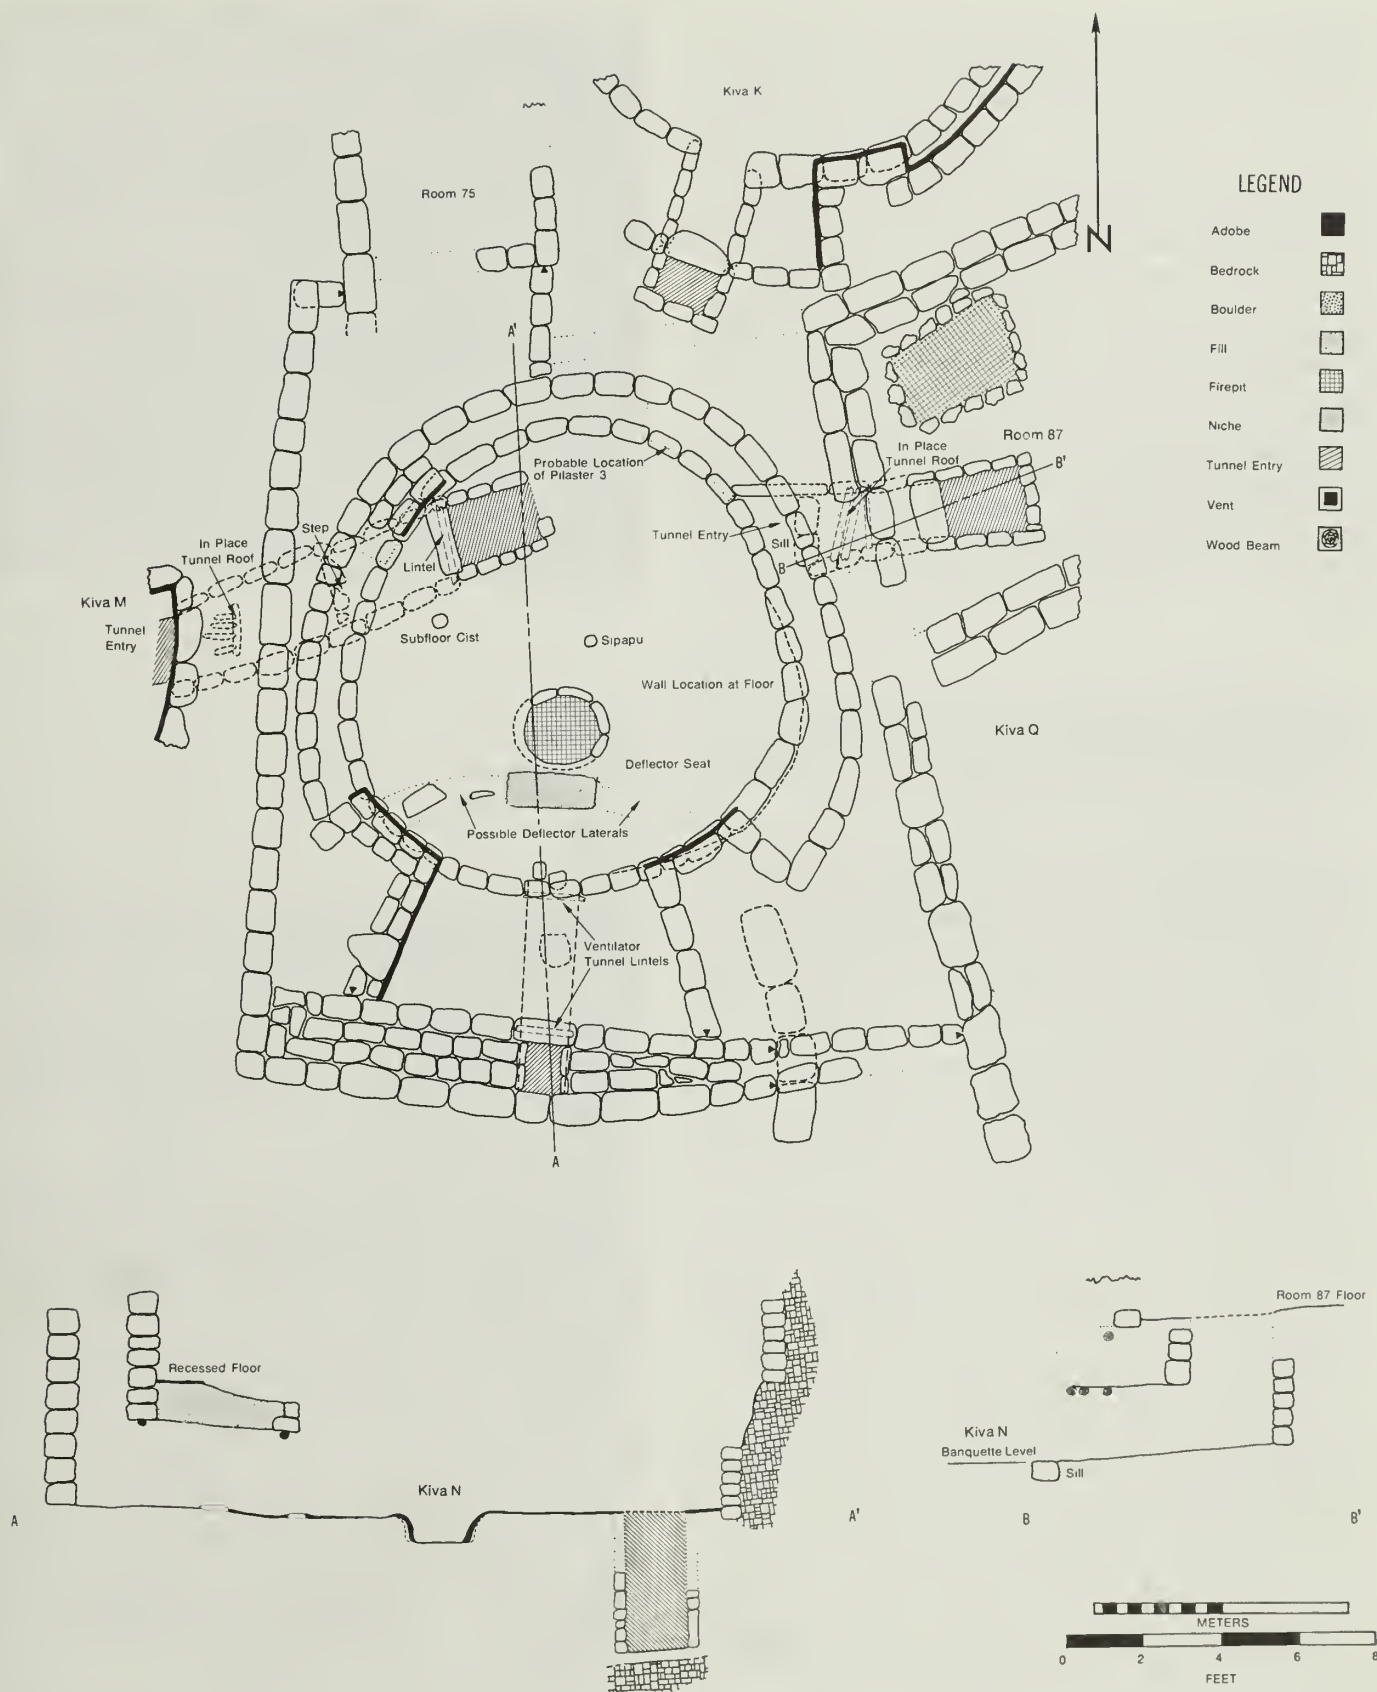 Kiva K
Room 75
N
LEGEND
Adobe
Bedrock
Boulder
Fill
Firepit
Niche
Tunnel Entry
Vent
Wood Beam
A'
Room 87
In Place
Tunnel Roof
B'
Probable Location
of Pilaster 3
Tunnel Entry
Sill
B
Step
In Place
Tunnel Roof
Lintel
Kiva M
Tunnel
Entry
Subfloor Cist
Sipapu
Wall Location at Floor
Kiva Q
Deflector Seat
Possible Deflector Laterals
Ventilator
Tunnel Lintels
A
Recessed Floor
Kiva N
A
A'
Room 87 Floor
Kiva N
Banquette Level
Sill
B
B'
METERS
0 2 4 6 8
FEET